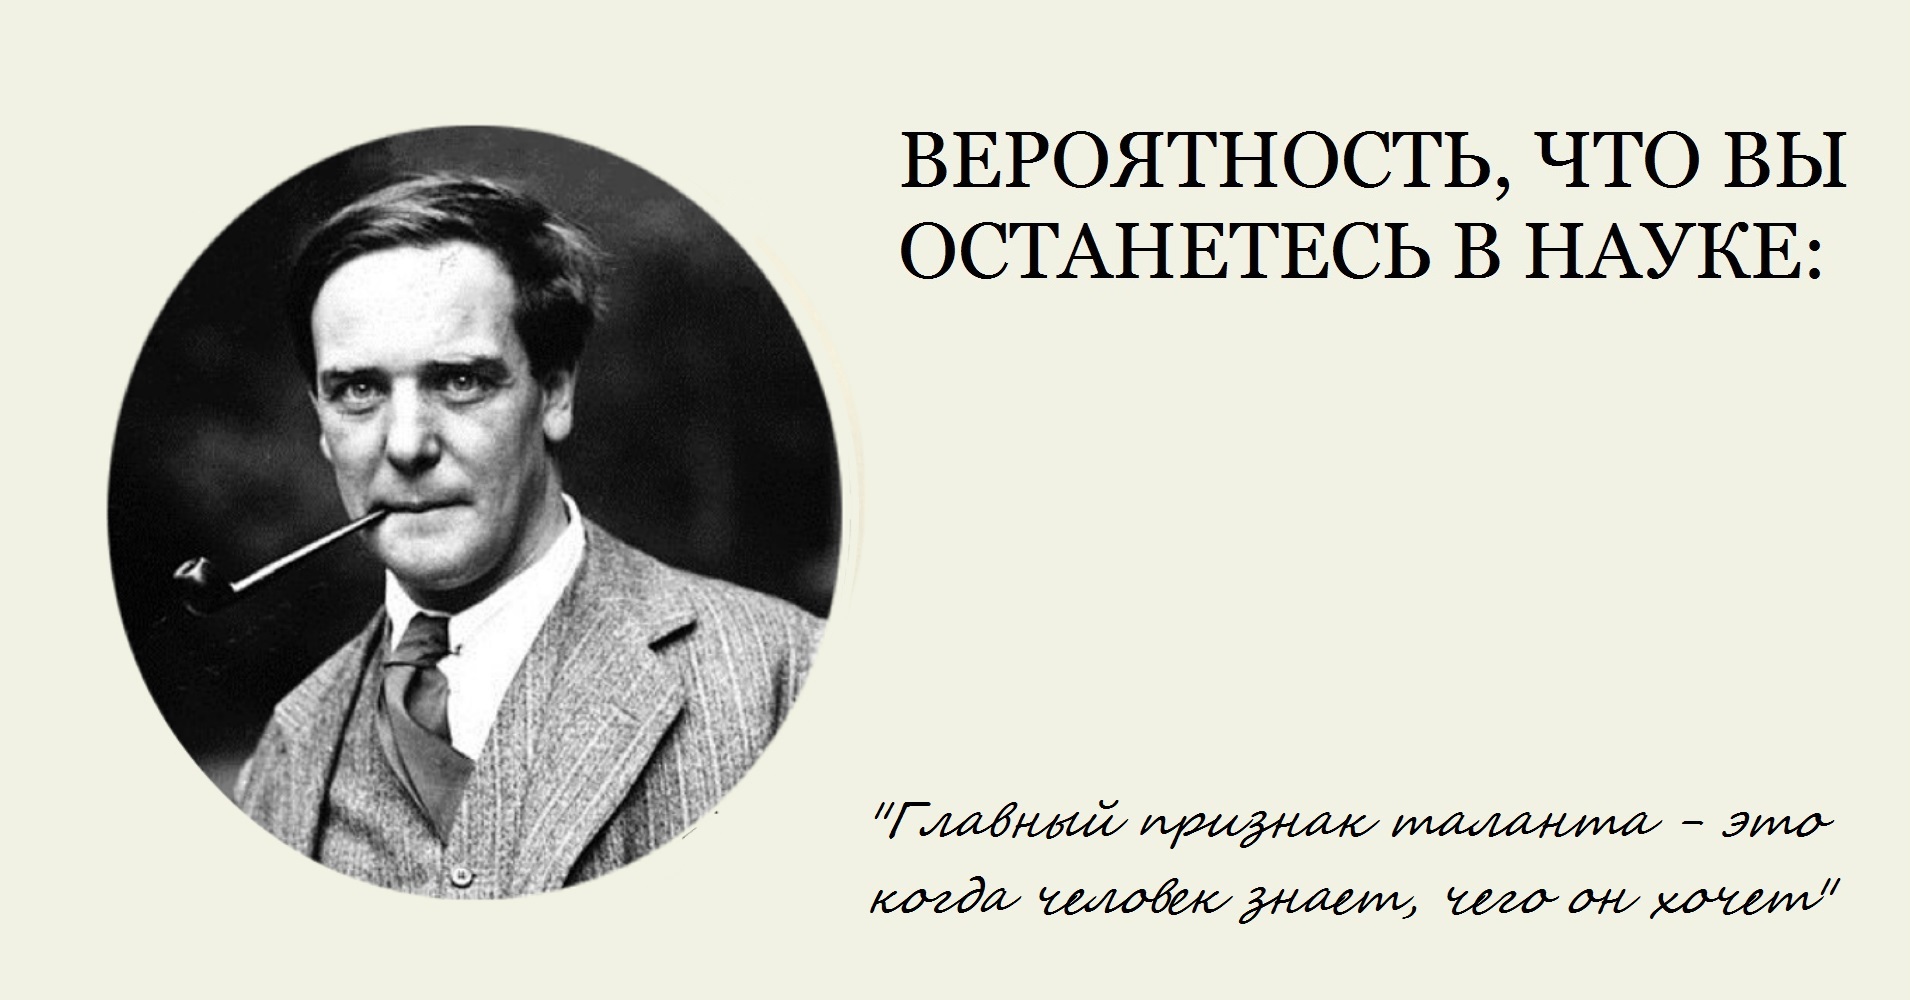 ВЕРОЯТНОСТЬ, ЧТО ВЫ
ОСТАНЕТЕСЬ В НАУКЕ:
"Главный признак таланта - это
когда человек знает, чего он хочет"